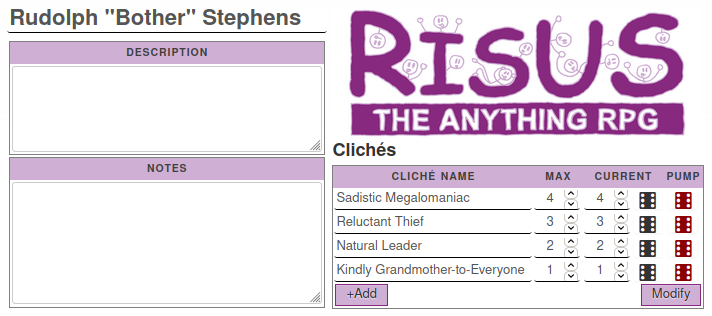 Rudolph "Bother" Stephens
DESCRIPTION
NOTES
RISUS
THE ANYTHING RPG
Clichés
CLICHÉ NAME MAX CURRENT PUMP
Sadistic Megalomaniac 4 4
Reluctant Thief 3 3
Natural Leader 2 2
Kindly Grandmother-to-Everyone 1 1
+Add Modify